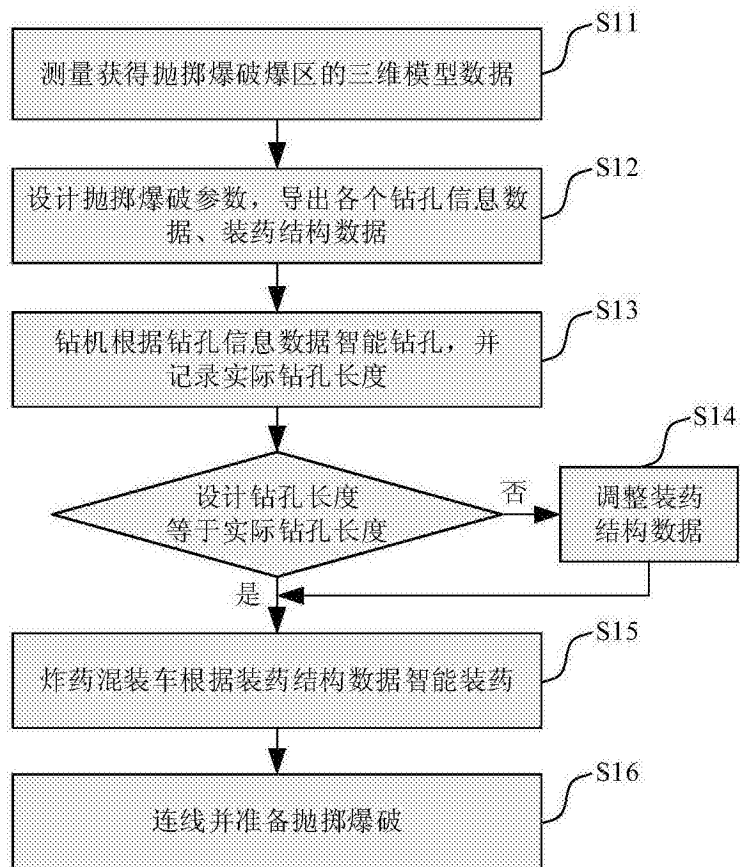 S11
测量获得抛掷爆破爆区的三维模型数据
S12
设计抛掷爆破参数，导出各个钻孔信息数
据、装药结构数据
S13
钻机根据钻孔信息数据智能钻孔，并
记录实际钻孔长度
S14
设计钻孔长度
等于实际钻孔长度
否
调整装药
结构数据
是
S15
炸药混装车根据装药结构数据智能装药
S16
连线并准备抛掷爆破